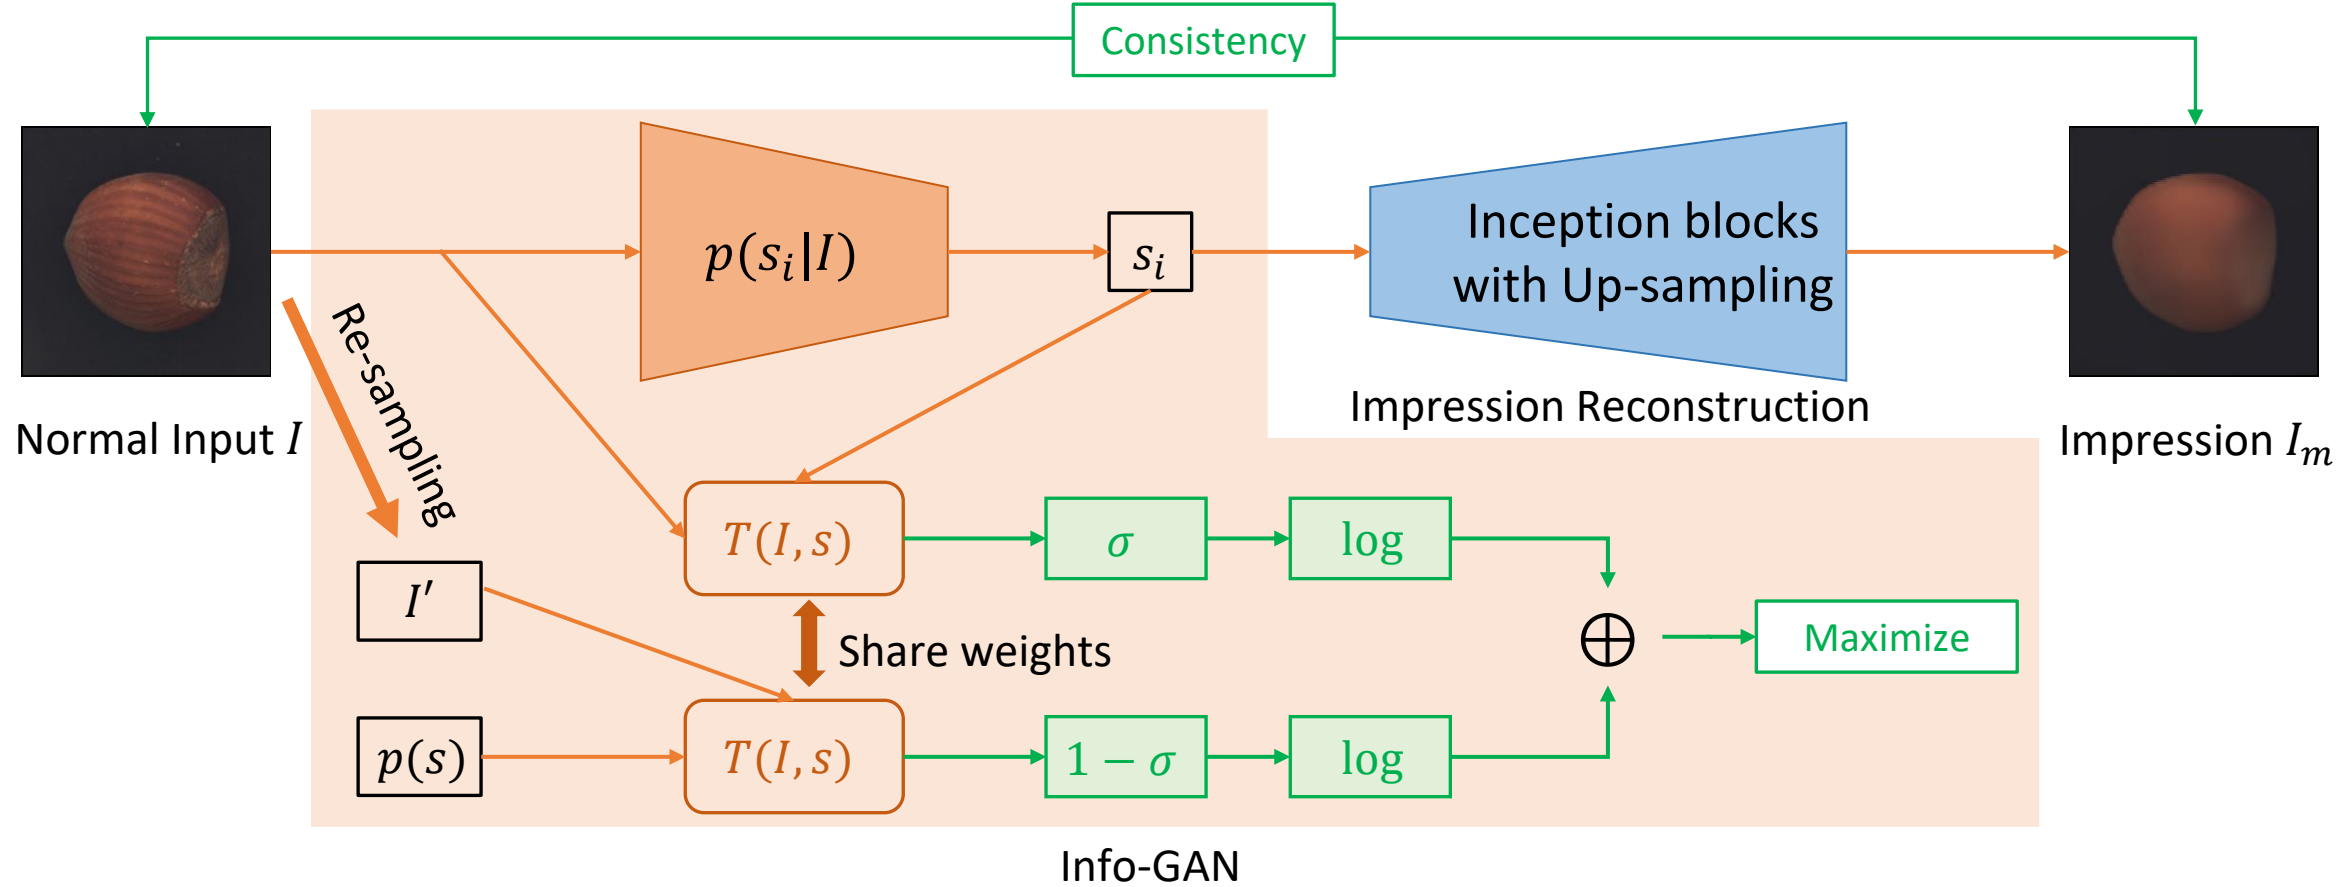 Consistency
p(s_i|I)
s_i
Inception blocks
with Up-sampling
Re-sampling
Impression Reconstruction
Normal Input I
Impression I_m
T(I, s)
σ
log
I′
Share weights
Maximize
p(s)
T(I, s)
1 − σ
log
Info-GAN